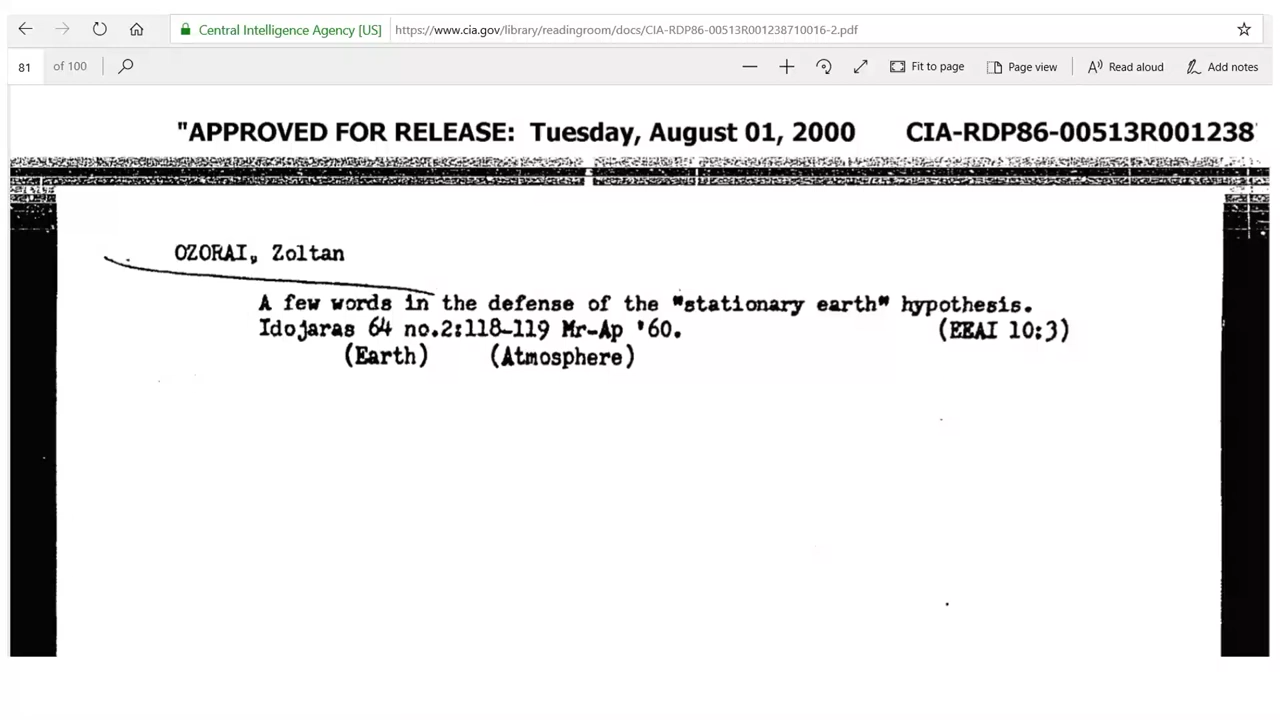 Central Intelligence Agency [US] https://www.cia.gov/library/readingroom/docs/CIA-RDP86-00513R001238710016-2.pdf
81 of 100 Fit to page Page view Read aloud Add notes
"APPROVED FOR RELEASE: Tuesday, August 01, 2000 CIA-RDP86-00513R001238
OZORAI, Zoltan
A few words in the defense of the "stationary earth" hypothesis.
Idojaras 64 no.2:118-119 Mr-Ap '60. (EEAI 10:3)
(Earth) (Atmosphere)